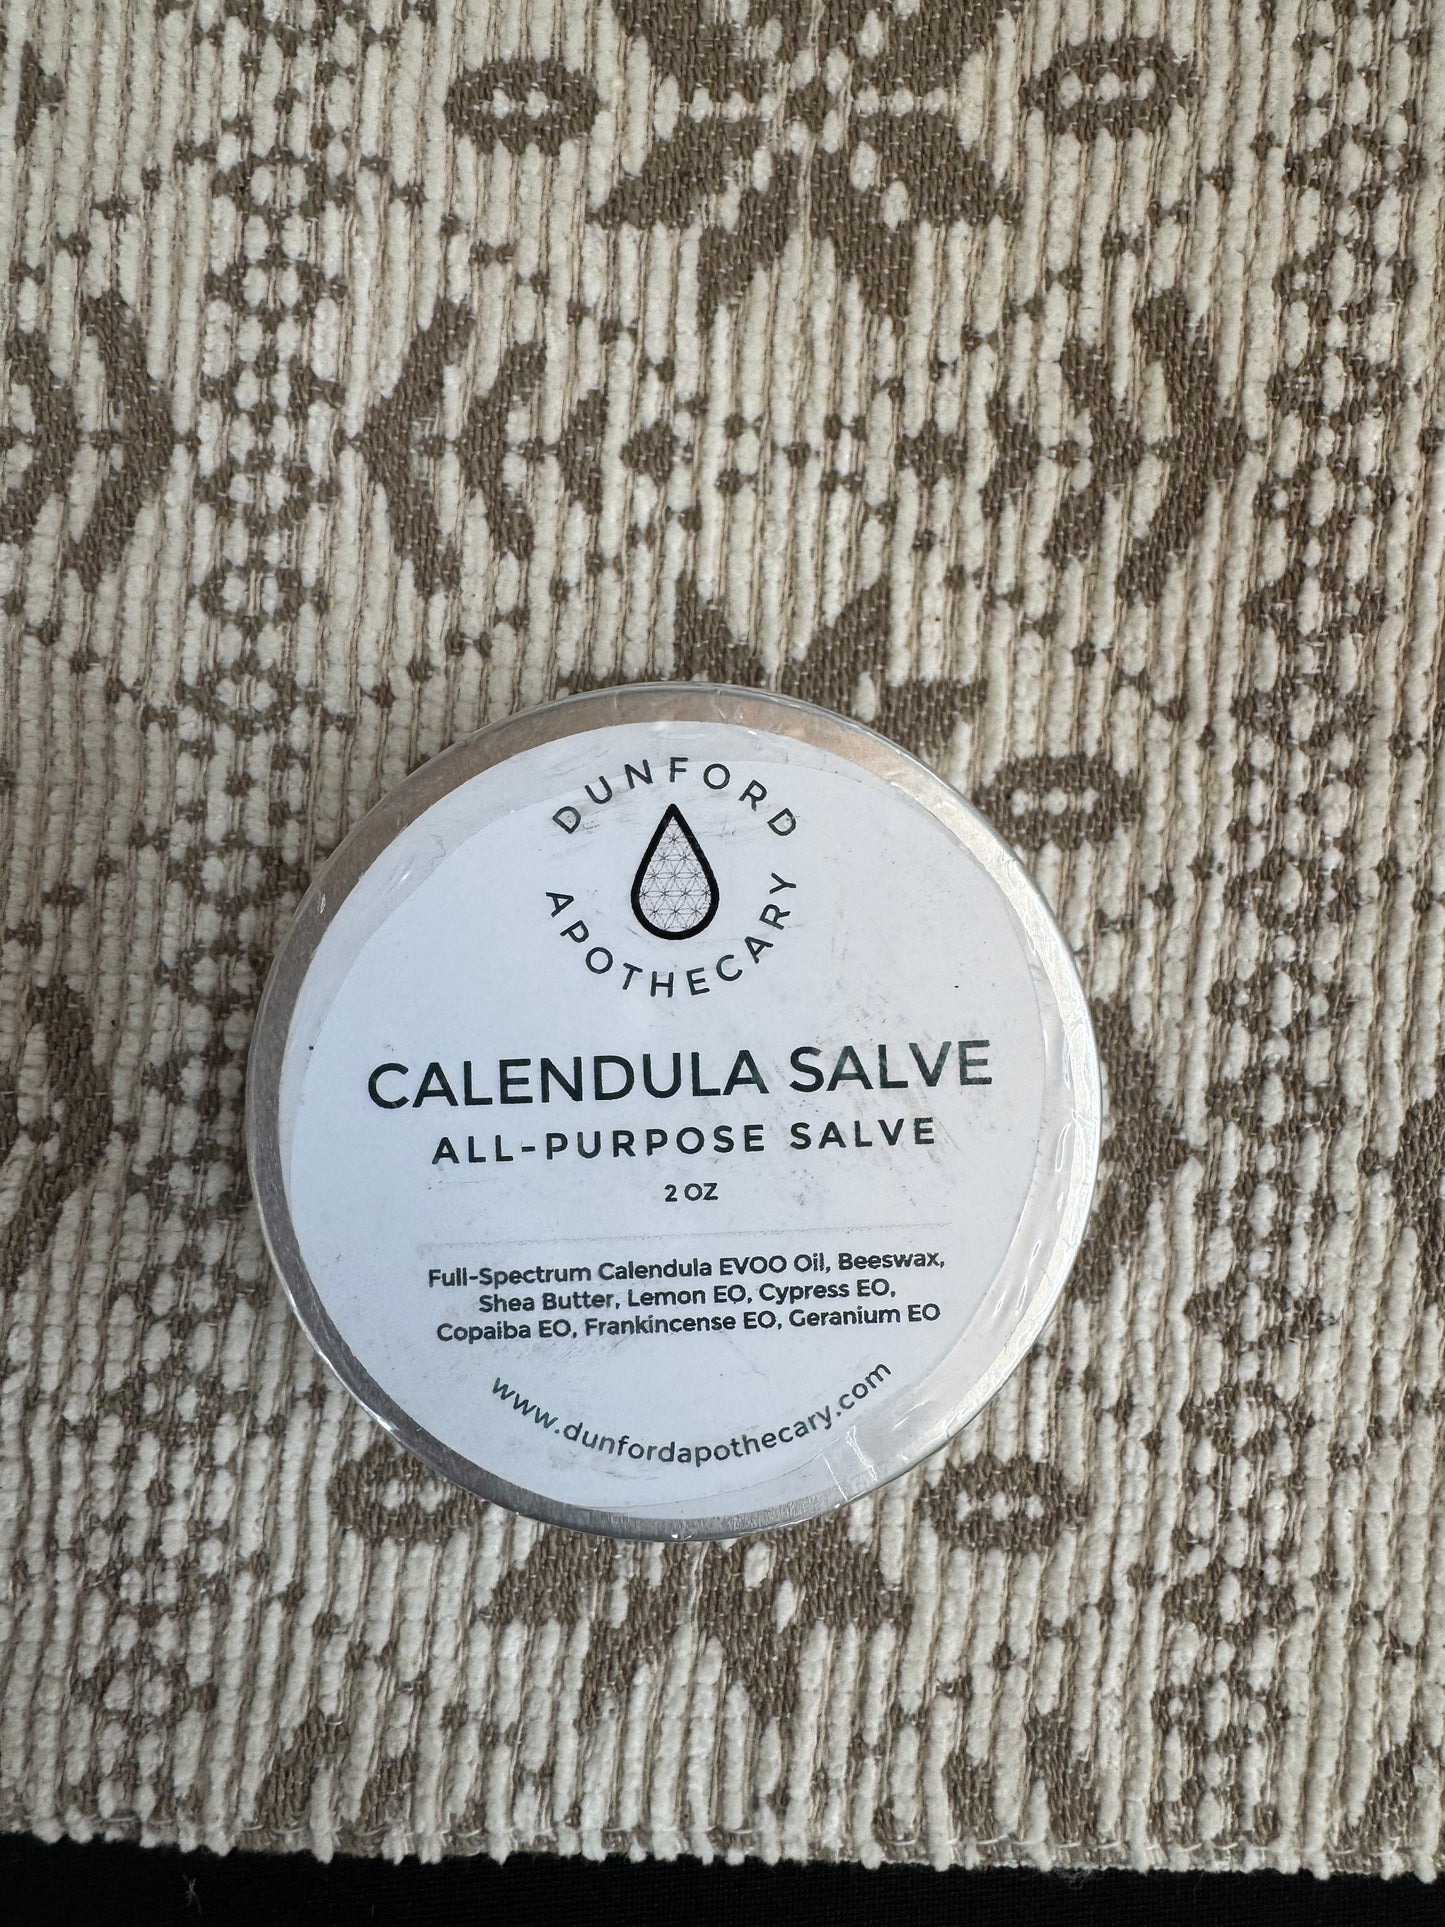 DUNFORD
APOTHECARY
CALENDULA SALVE
ALL-PURPOSE SALVE
2 OZ
Full-Spectrum Calendula EVOO Oil, Beeswax,
Shea Butter, Lemon EO, Cypress EO,
Copaiba EO, Frankincense EO, Geranium EO
www.dunfordapothecary.com